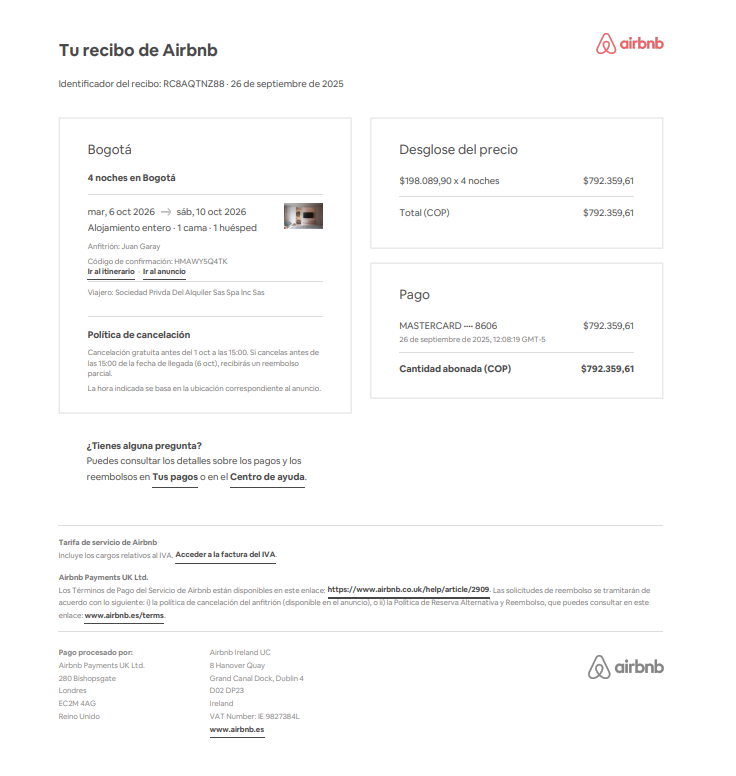 Tu recibo de Airbnb
airbnb
Identificador del recibo: RC8AQTNZ88 · 26 de septiembre de 2025
Bogotá
4 noches en Bogotá
mar, 6 oct 2026 → sáb, 10 oct 2026
Alojamiento entero · 1 cama · 1 huésped
Anfitrión: Juan Garay
Código de confirmación: HMAWY5Q4TK
Ir al itinerario · Ir al anuncio
Viajero: Sociedad Privda Del Alquiler Sas Spa Inc Sas
Política de cancelación
Cancelación gratuita antes del 1 oct a las 15:00. Si cancelas antes de
las 15:00 de la fecha de llegada (6 oct), recibirás un reembolso
parcial.
La hora indicada se basa en la ubicación correspondiente al anuncio.
Desglose del precio
$198.089,90 x 4 noches $792.359,61
Total (COP) $792.359,61
Pago
MASTERCARD •••• 8606 $792.359,61
26 de septiembre de 2025, 12:08:19 GMT-5
Cantidad abonada (COP) $792.359,61
¿Tienes alguna pregunta?
Puedes consultar los detalles sobre los pagos y los
reembolsos en Tus pagos o en el Centro de ayuda.
Tarifa de servicio de Airbnb
Incluye los cargos relativos al IVA. Acceder a la factura del IVA.
Airbnb Payments UK Ltd.
Los Términos de Pago del Servicio de Airbnb están disponibles en este enlace: https://www.airbnb.co.uk/help/article/2909. Las solicitudes de reembolso se tramitarán de
acuerdo con lo siguiente: i) la política de cancelación del anfitrión (disponible en el anuncio), o ii) la Política de Reserva Alternativa y Reembolso, que puedes consultar en este
enlace: www.airbnb.es/terms.
Pago procesado por:
Airbnb Payments UK Ltd.
280 Bishopsgate
Londres
EC2M 4AG
Reino Unido
Airbnb Ireland UC
8 Hanover Quay
Grand Canal Dock, Dublin 4
D02 DP23
Ireland
VAT Number: IE 9827384L
www.airbnb.es
airbnb